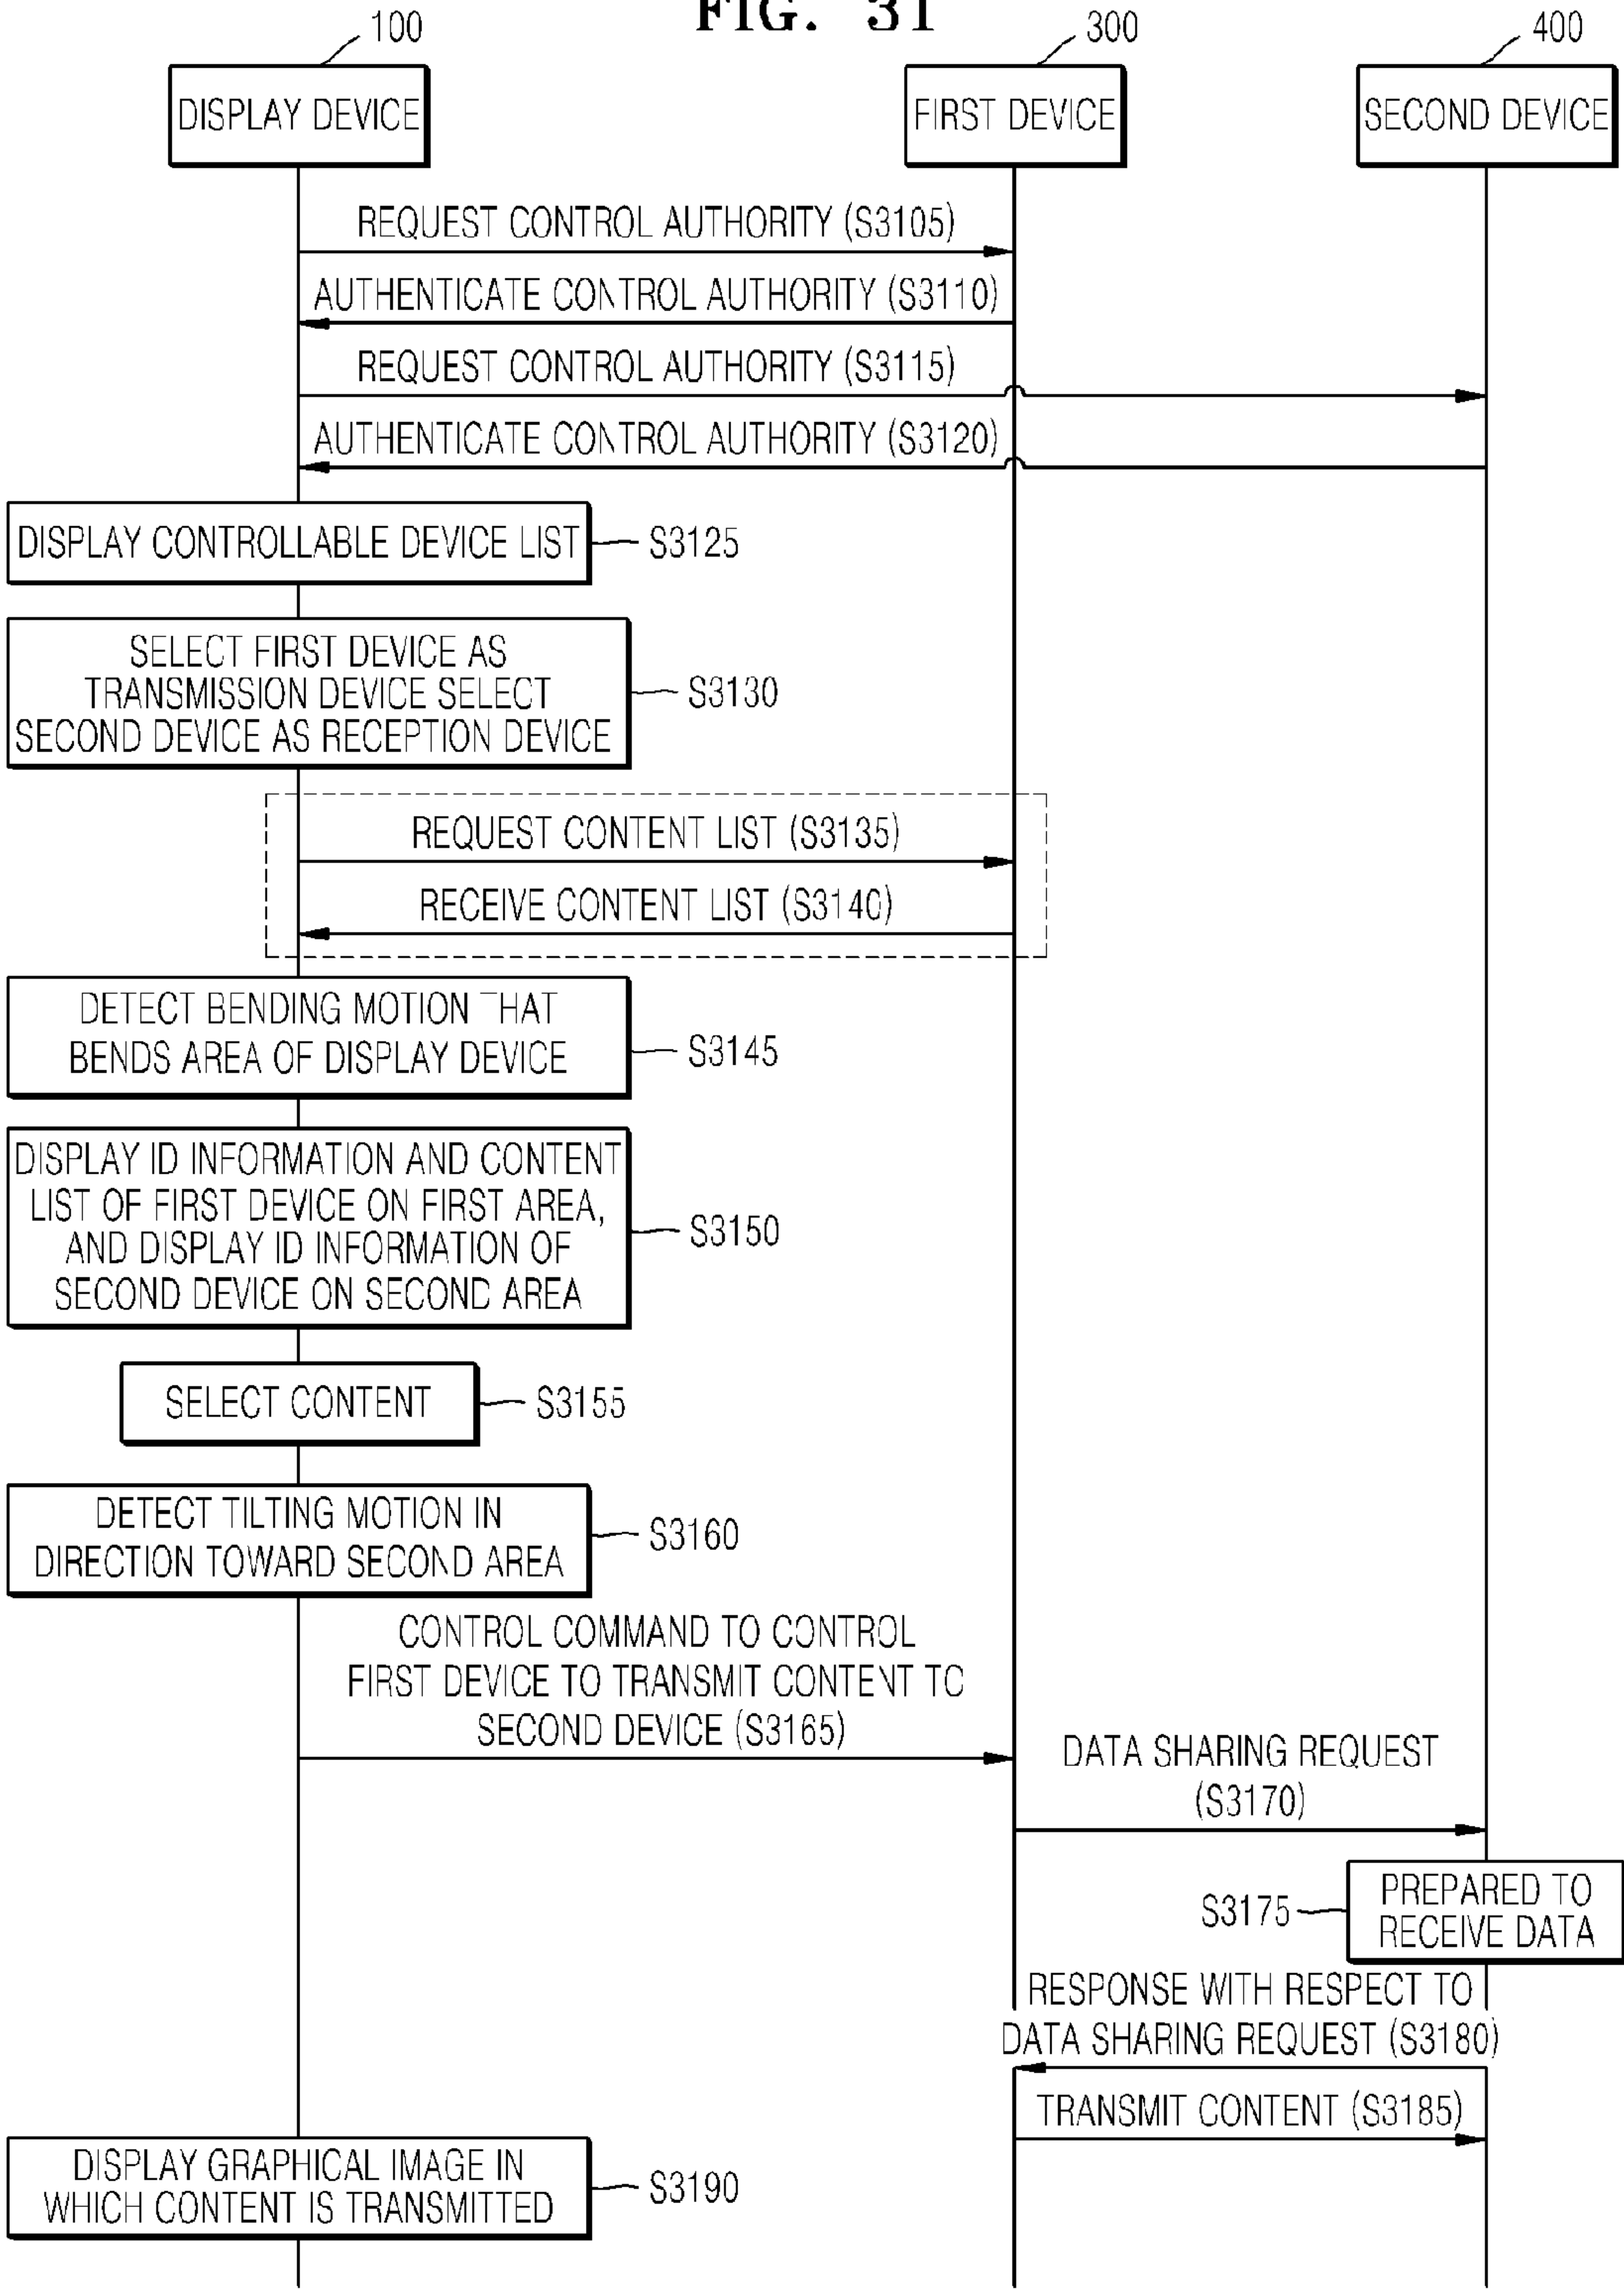 FIG. 31
100
300
400
DISPLAY DEVICE
FIRST DEVICE
SECOND DEVICE
REQUEST CONTROL AUTHORITY (S3105)
AUTHENTICATE CONTROL AUTHORITY (S3110)
REQUEST CONTROL AUTHORITY (S3115)
AUTHENTICATE CONTROL AUTHORITY (S3120)
DISPLAY CONTROLLABLE DEVICE LIST
S3125
SELECT FIRST DEVICE AS
TRANSMISSION DEVICE SELECT
SECOND DEVICE AS RECEPTION DEVICE
S3130
REQUEST CONTENT LIST (S3135)
RECEIVE CONTENT LIST (S3140)
DETECT BENDING MOTION THAT
BENDS AREA OF DISPLAY DEVICE
S3145
DISPLAY ID INFORMATION AND CONTENT
LIST OF FIRST DEVICE ON FIRST AREA,
AND DISPLAY ID INFORMATION OF
SECOND DEVICE ON SECOND AREA
S3150
SELECT CONTENT
S3155
DETECT TILTING MOTION IN
DIRECTION TOWARD SECOND AREA
S3160
CONTROL COMMAND TO CONTROL
FIRST DEVICE TO TRANSMIT CONTENT TO
SECOND DEVICE (S3165)
DATA SHARING REQUEST
(S3170)
S3175
PREPARED TO
RECEIVE DATA
RESPONSE WITH RESPECT TO
DATA SHARING REQUEST (S3180)
TRANSMIT CONTENT (S3185)
DISPLAY GRAPHICAL IMAGE IN
WHICH CONTENT IS TRANSMITTED
S3190